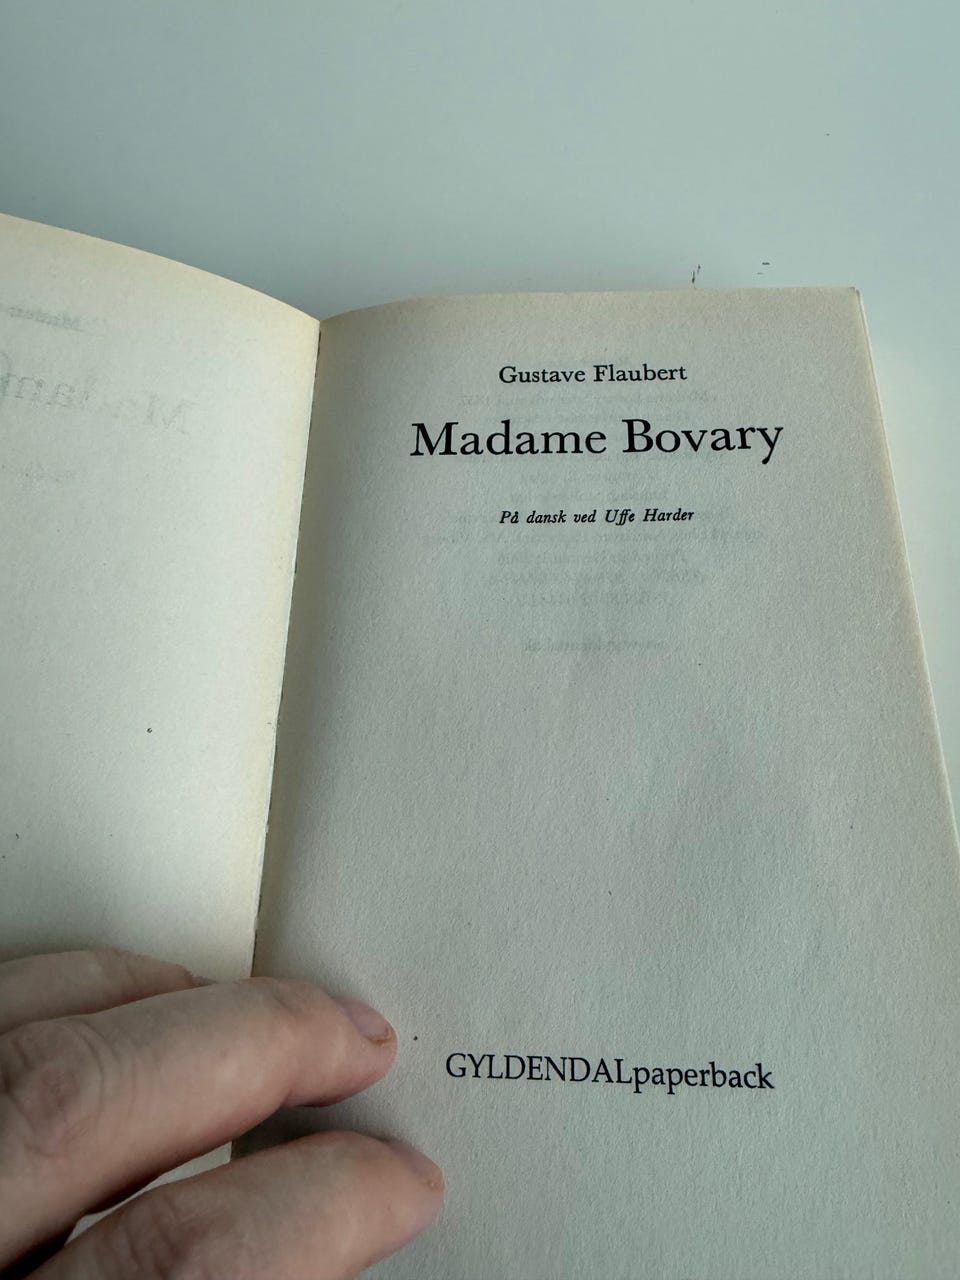 Gustave Flaubert
Madame Bovary
På dansk ved Uffe Harder
GYLDENDALpaperback